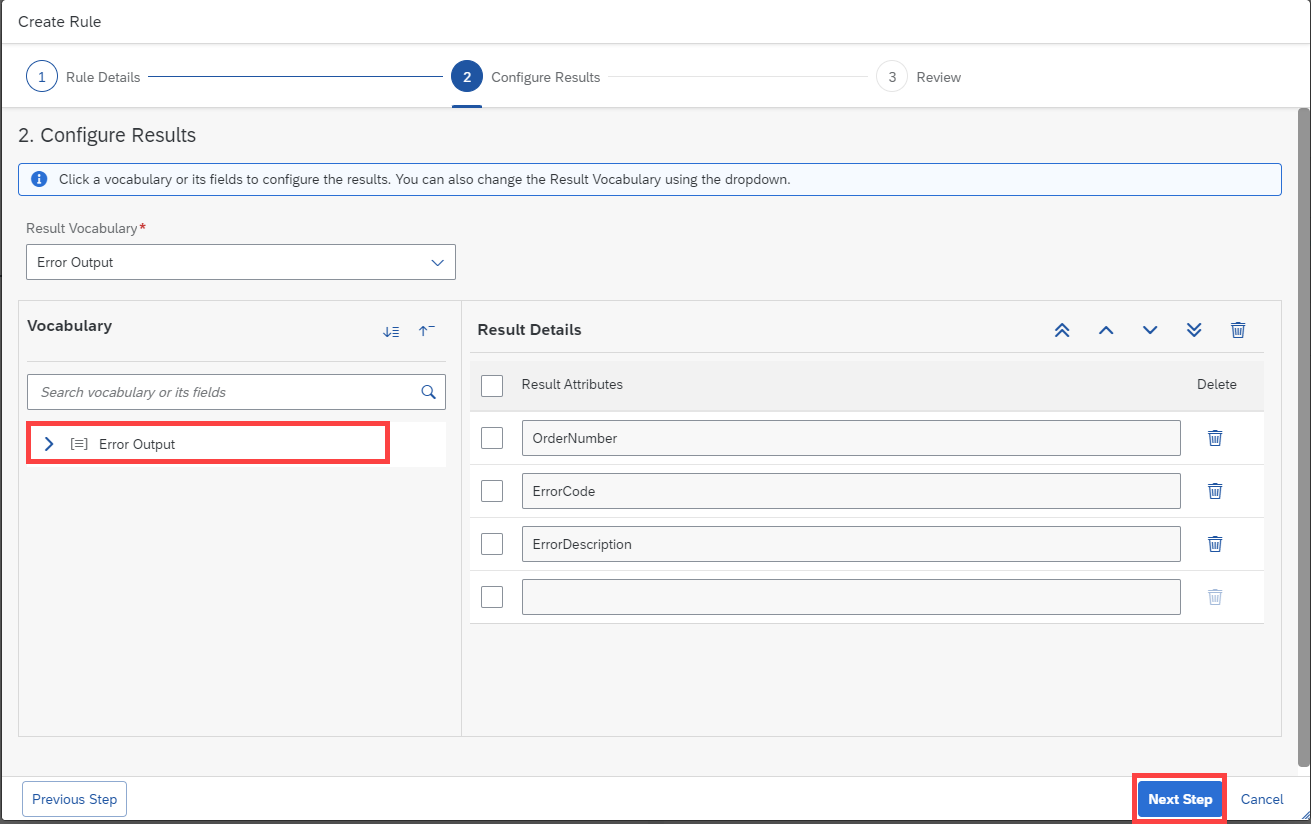 Create Rule
1 Rule Details 2 Configure Results 3 Review
2. Configure Results
Click a vocabulary or its fields to configure the results. You can also change the Result Vocabulary using the dropdown.
Result Vocabulary*
Error Output
Vocabulary
Search vocabulary or its fields
Error Output
Result Details
Result Attributes Delete
OrderNumber
ErrorCode
ErrorDescription
Previous Step Next Step Cancel